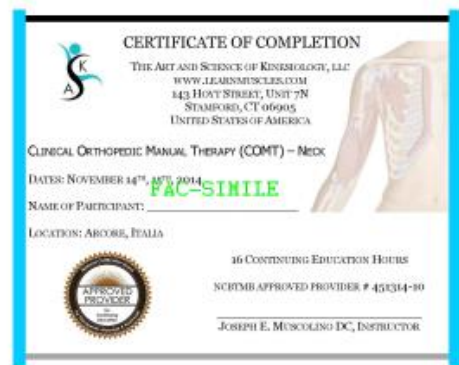 CERTIFICATE OF COMPLETION
THE ART AND SCIENCE OF KINESIOLOGY, LLC
WWW.LEARNMUSCLES.COM
143 HOYT STREET, UNIT 7N
STAMFORD, CT 06905
UNITED STATES OF AMERICA
K
A S
CLINICAL ORTHOPEDIC MANUAL THERAPY (COMT) – NECK
DATES: NOVEMBER 14TH, 2014
FAC-SIMILE
NAME OF PARTICIPANT:
LOCATION: ARCORE, ITALIA
16 CONTINUING EDUCATION HOURS
APPROVED
PROVIDER
NCBTMB APPROVED PROVIDER # 451314-10
JOSEPH E. MUSCOLINO DC, INSTRUCTOR